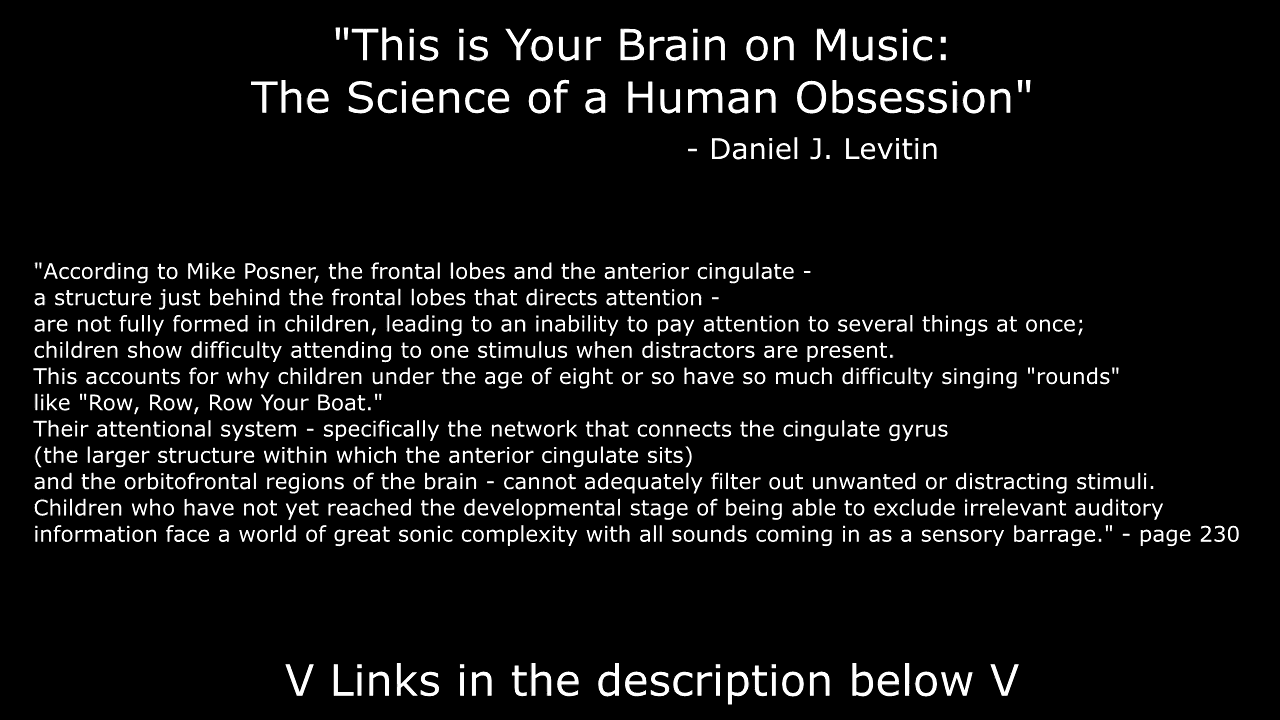 "This is Your Brain on Music:
The Science of a Human Obsession"
- Daniel J. Levitin
"According to Mike Posner, the frontal lobes and the anterior cingulate -
a structure just behind the frontal lobes that directs attention -
are not fully formed in children, leading to an inability to pay attention to several things at once;
children show difficulty attending to one stimulus when distractors are present.
This accounts for why children under the age of eight or so have so much difficulty singing "rounds"
like "Row, Row, Row Your Boat."
Their attentional system - specifically the network that connects the cingulate gyrus
(the larger structure within which the anterior cingulate sits)
and the orbitofrontal regions of the brain - cannot adequately filter out unwanted or distracting stimuli.
Children who have not yet reached the developmental stage of being able to exclude irrelevant auditory
information face a world of great sonic complexity with all sounds coming in as a sensory barrage." - page 230
V Links in the description below V